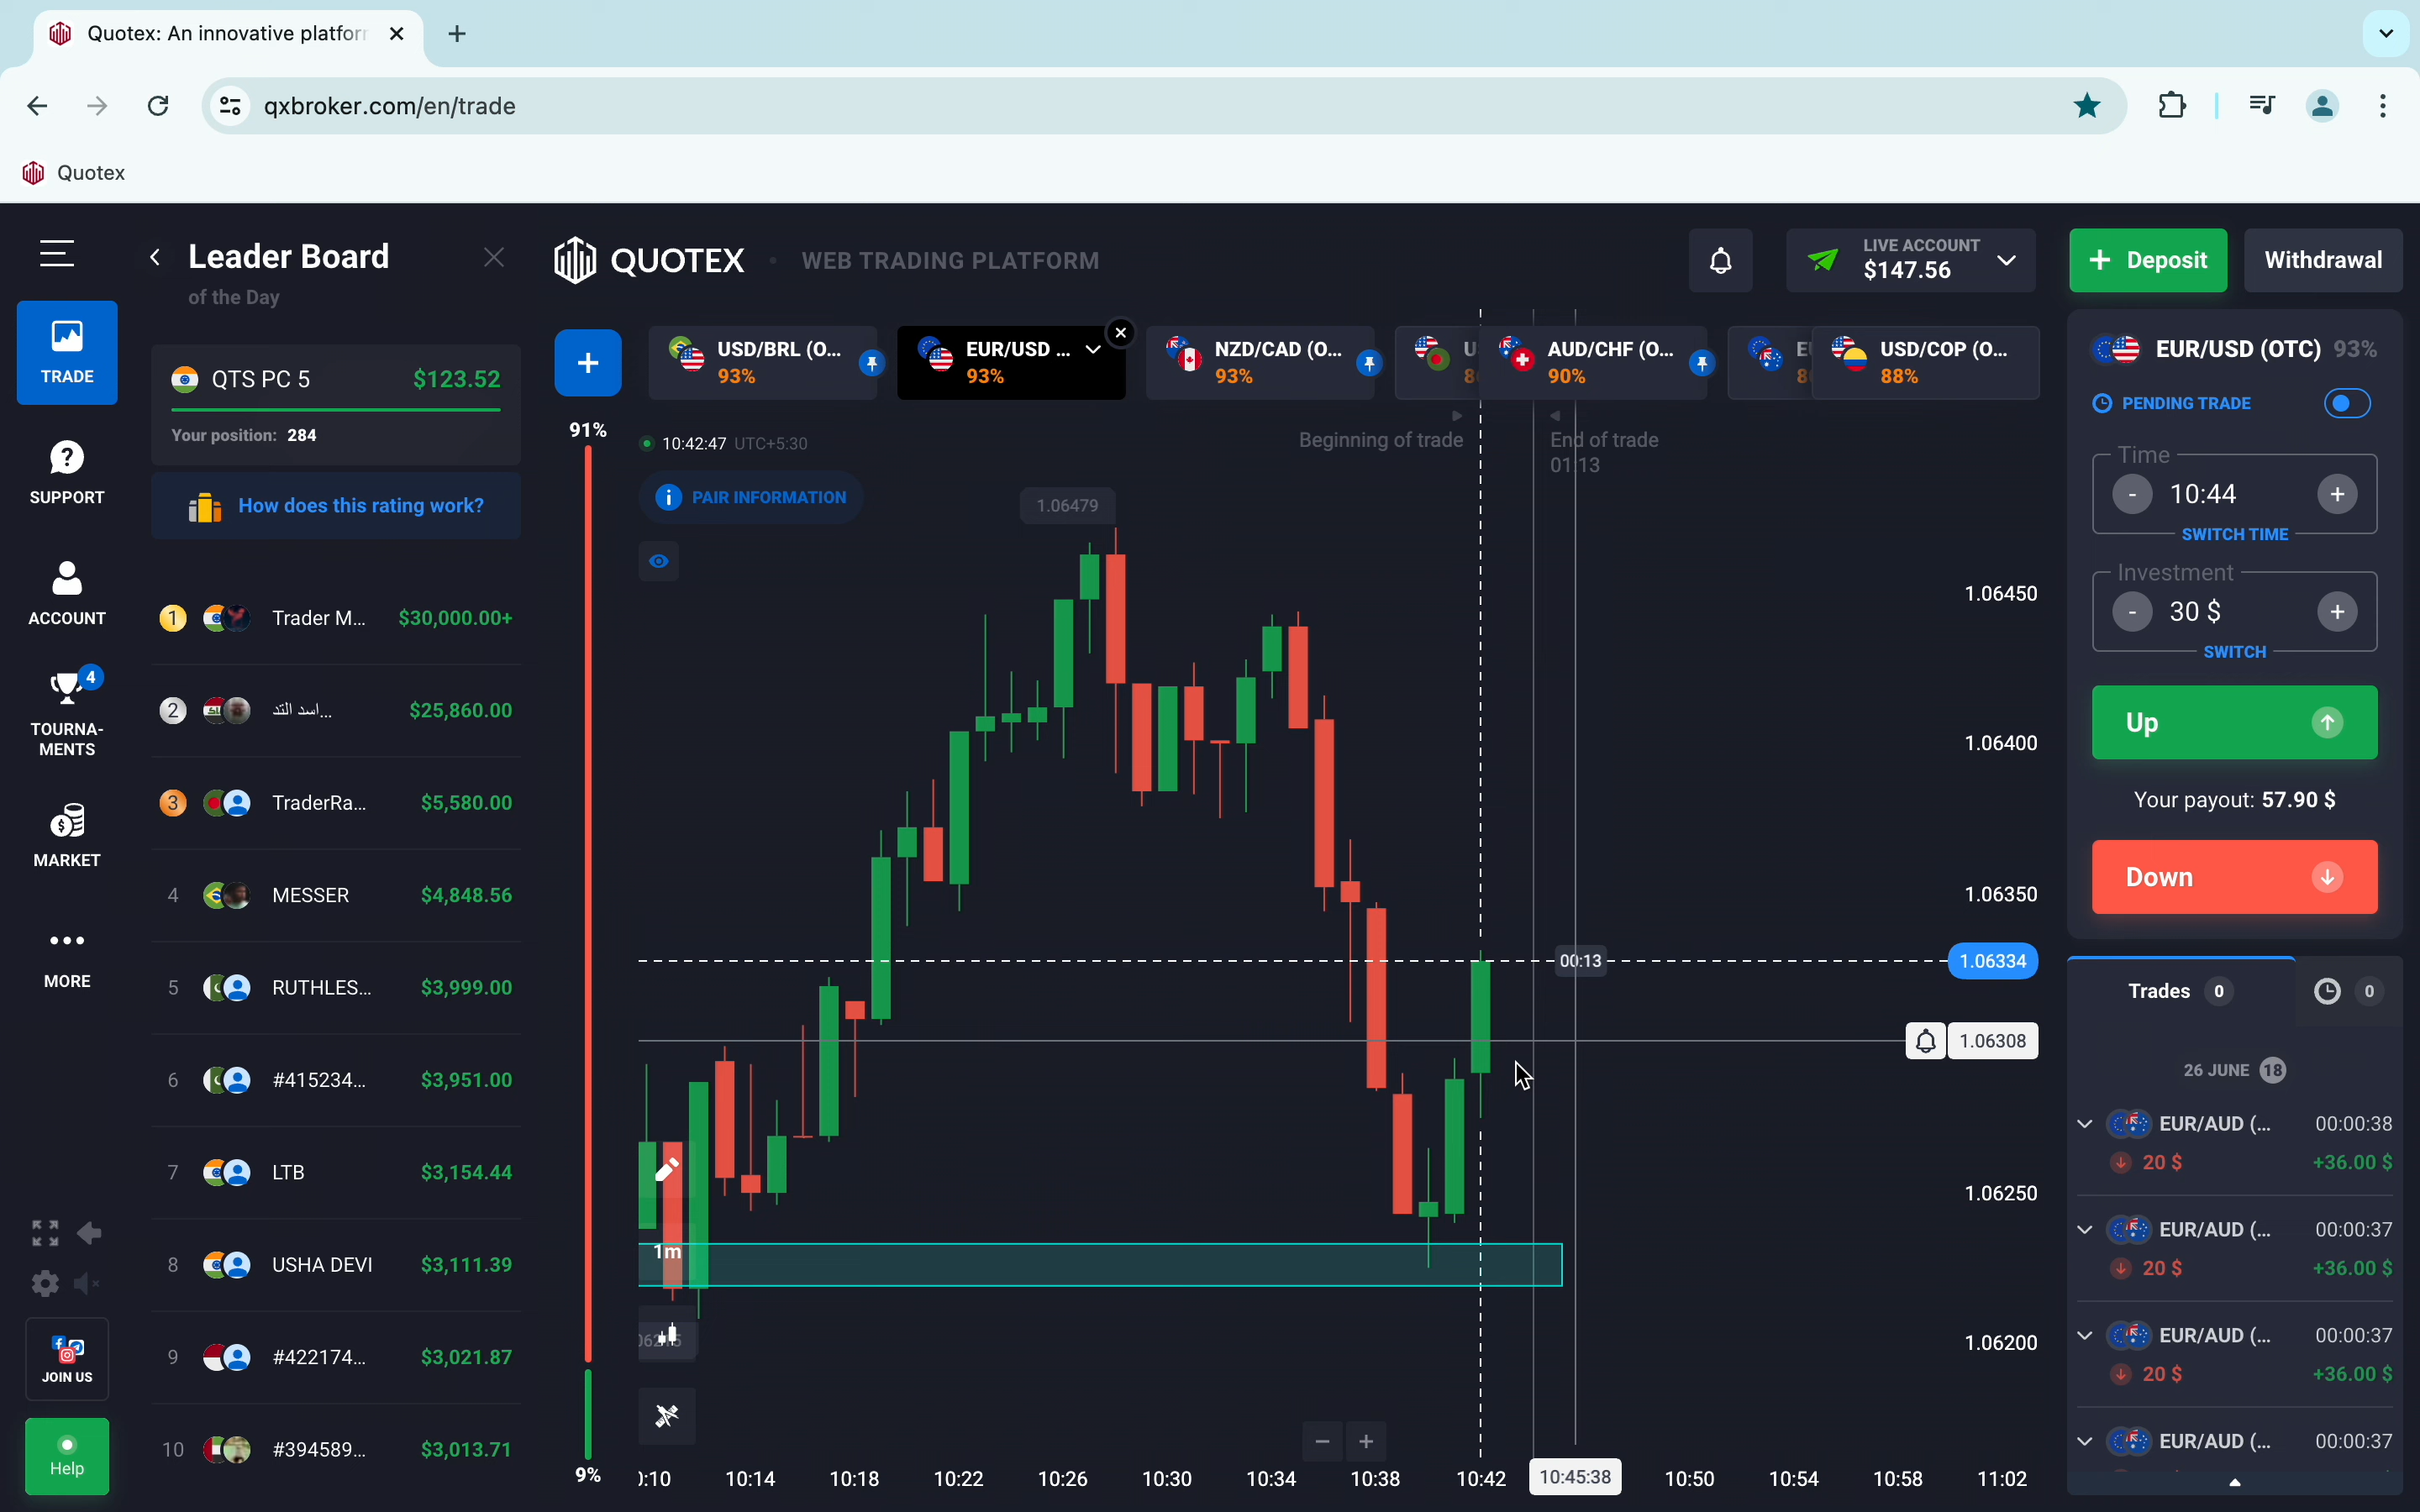 Quotex: An innovative platfor
qxbroker.com/en/trade
Quotex
Leader Board
of the Day
QUOTEX • WEB TRADING PLATFORM
LIVE ACCOUNT
$147.56
+ Deposit
Withdrawal
TRADE
SUPPORT
ACCOUNT
4
TOURNA-
MENTS
MARKET
MORE
JOIN US
Help
QTS PC 5 $123.52
Your position: 284
How does this rating work?
1 Trader M... $30,000.00+
2 اسد التد... $25,860.00
3 TraderRa... $5,580.00
4 MESSER $4,848.56
5 RUTHLES... $3,999.00
6 #415234... $3,951.00
7 LTB $3,154.44
8 USHA DEVI $3,111.39
9 #422174... $3,021.87
10 #394589... $3,013.71
+
USD/BRL (O...
93%
EUR/USD ...
93%
NZD/CAD (O...
93%
U
8
AUD/CHF (O...
90%
EU
8
USD/COP (O...
88%
91%
9%
10:42:47 UTC+5:30
PAIR INFORMATION
Beginning of trade
End of trade
01:13
1.06479
1.06450
1.06400
1.06350
00:13
1.06334
1.06308
1.06250
1.06200
1m
10:14 10:18 10:22 10:26 10:30 10:34 10:38 10:42 10:45:38 10:50 10:54 10:58 11:02
EUR/USD (OTC) 93%
PENDING TRADE
Time
- 10:44 +
SWITCH TIME
Investment
- 30 $ +
SWITCH
Up
Your payout: 57.90 $
Down
Trades 0
0
26 JUNE 18
EUR/AUD (... 00:00:38
20 $ +36.00 $
EUR/AUD (... 00:00:37
20 $ +36.00 $
EUR/AUD (... 00:00:37
20 $ +36.00 $
EUR/AUD (... 00:00:37